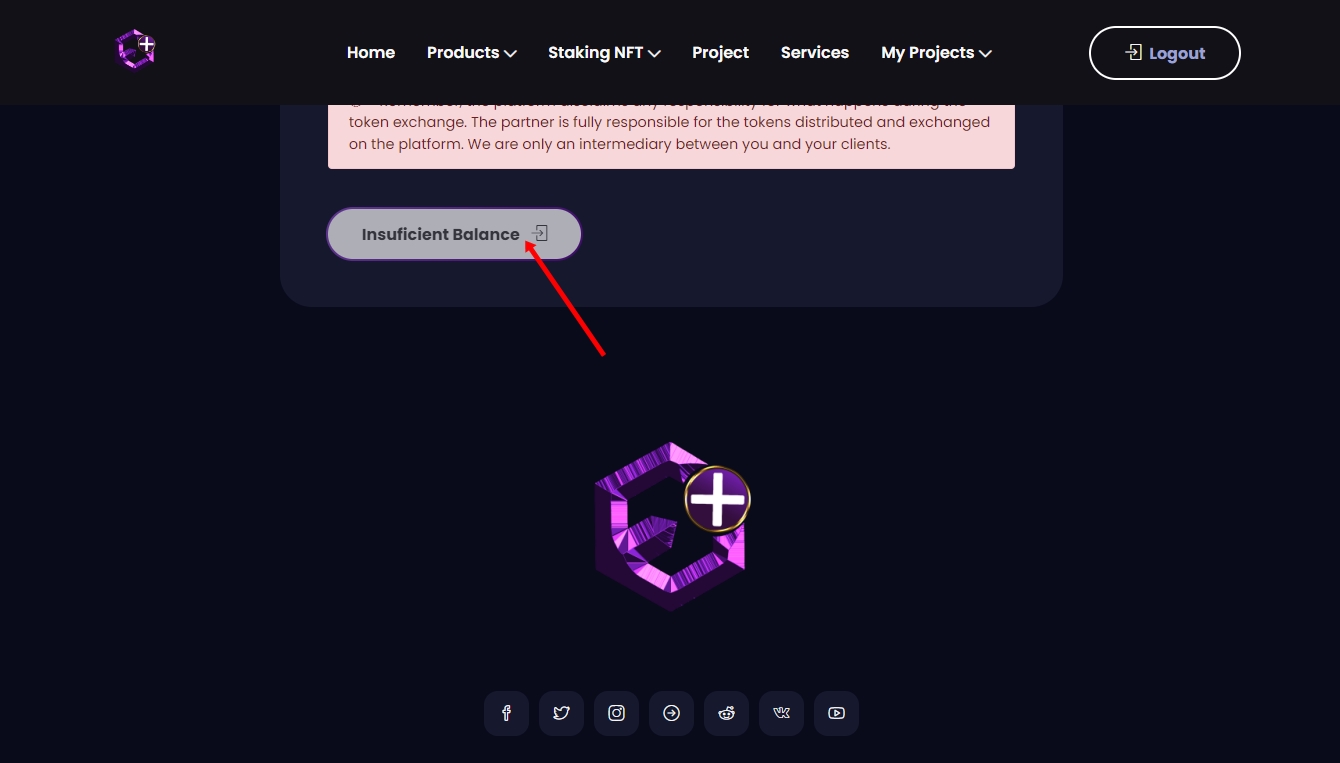 Home Products Staking NFT Project Services My Projects Logout
token exchange. The partner is fully responsible for the tokens distributed and exchanged
on the platform. We are only an intermediary between you and your clients.
Insuficient Balance